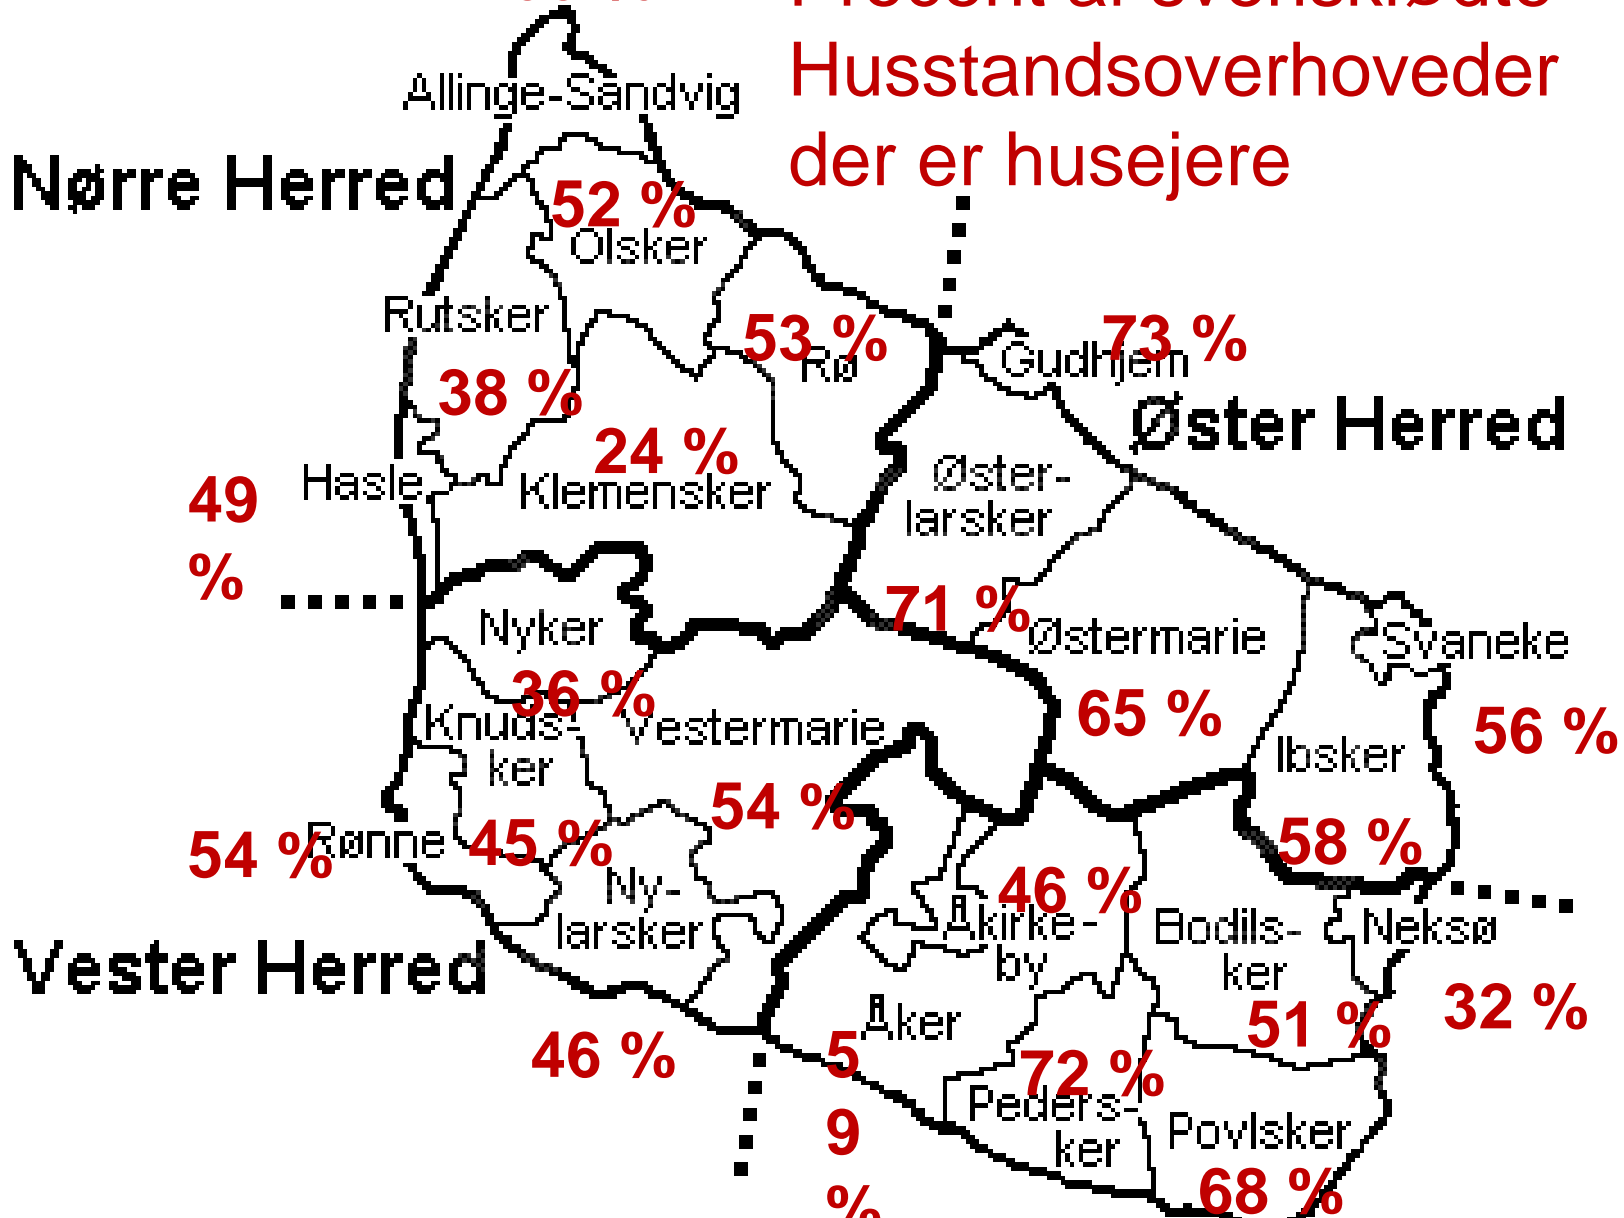 Procent af svenskfødte
Husstandsoverhoveder
der er husejere
Allinge-Sandvig
Nørre Herred
52 %
Olsker
Rutsker
53 %
Rø
73 %
Gudhjem
38 %
Øster Herred
24 %
Hasle
Klemensker
49
%
Øster-
larsker
71 %
Nyker
Østermarie
Svaneke
36 %
65 %
56 %
Knuds-
ker
Vestermarie
Ibsker
54 %
58 %
54 %
Rønne
45 %
Ny-
larsker
46 %
Åkirke-
by
Bodils-
ker
Neksø
Vester Herred
51 %
32 %
Åker
46 %
5
9
%
72 %
Peders-
ker
Povlsker
68 %